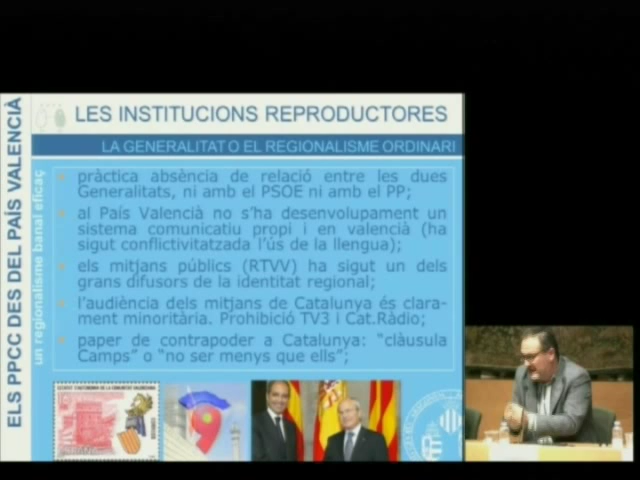 LES INSTITUCIONS REPRODUCTORES
LA GENERALITAT O EL REGIONALISME ORDINARI
ELS PPCC DES DEL PAÍS VALENCIÀ
un regionalisme banal eficaç
pràctica absència de relació entre les dues
Generalitats, ni amb el PSOE ni amb el PP;
al País Valencià no s'ha desenvolupament un
sistema comunicatiu propi i en valencià (ha
sigut conflictivitatzada l'ús de la llengua);
els mitjans públics (RTVV) ha sigut un dels
grans difusors de la identitat regional;
l'audiència dels mitjans de Catalunya és clara-
ment minoritària. Prohibició TV3 i Cat.Ràdio;
paper de contrapoder a Catalunya: "clàusula
Camps" o "no ser menys que ells";